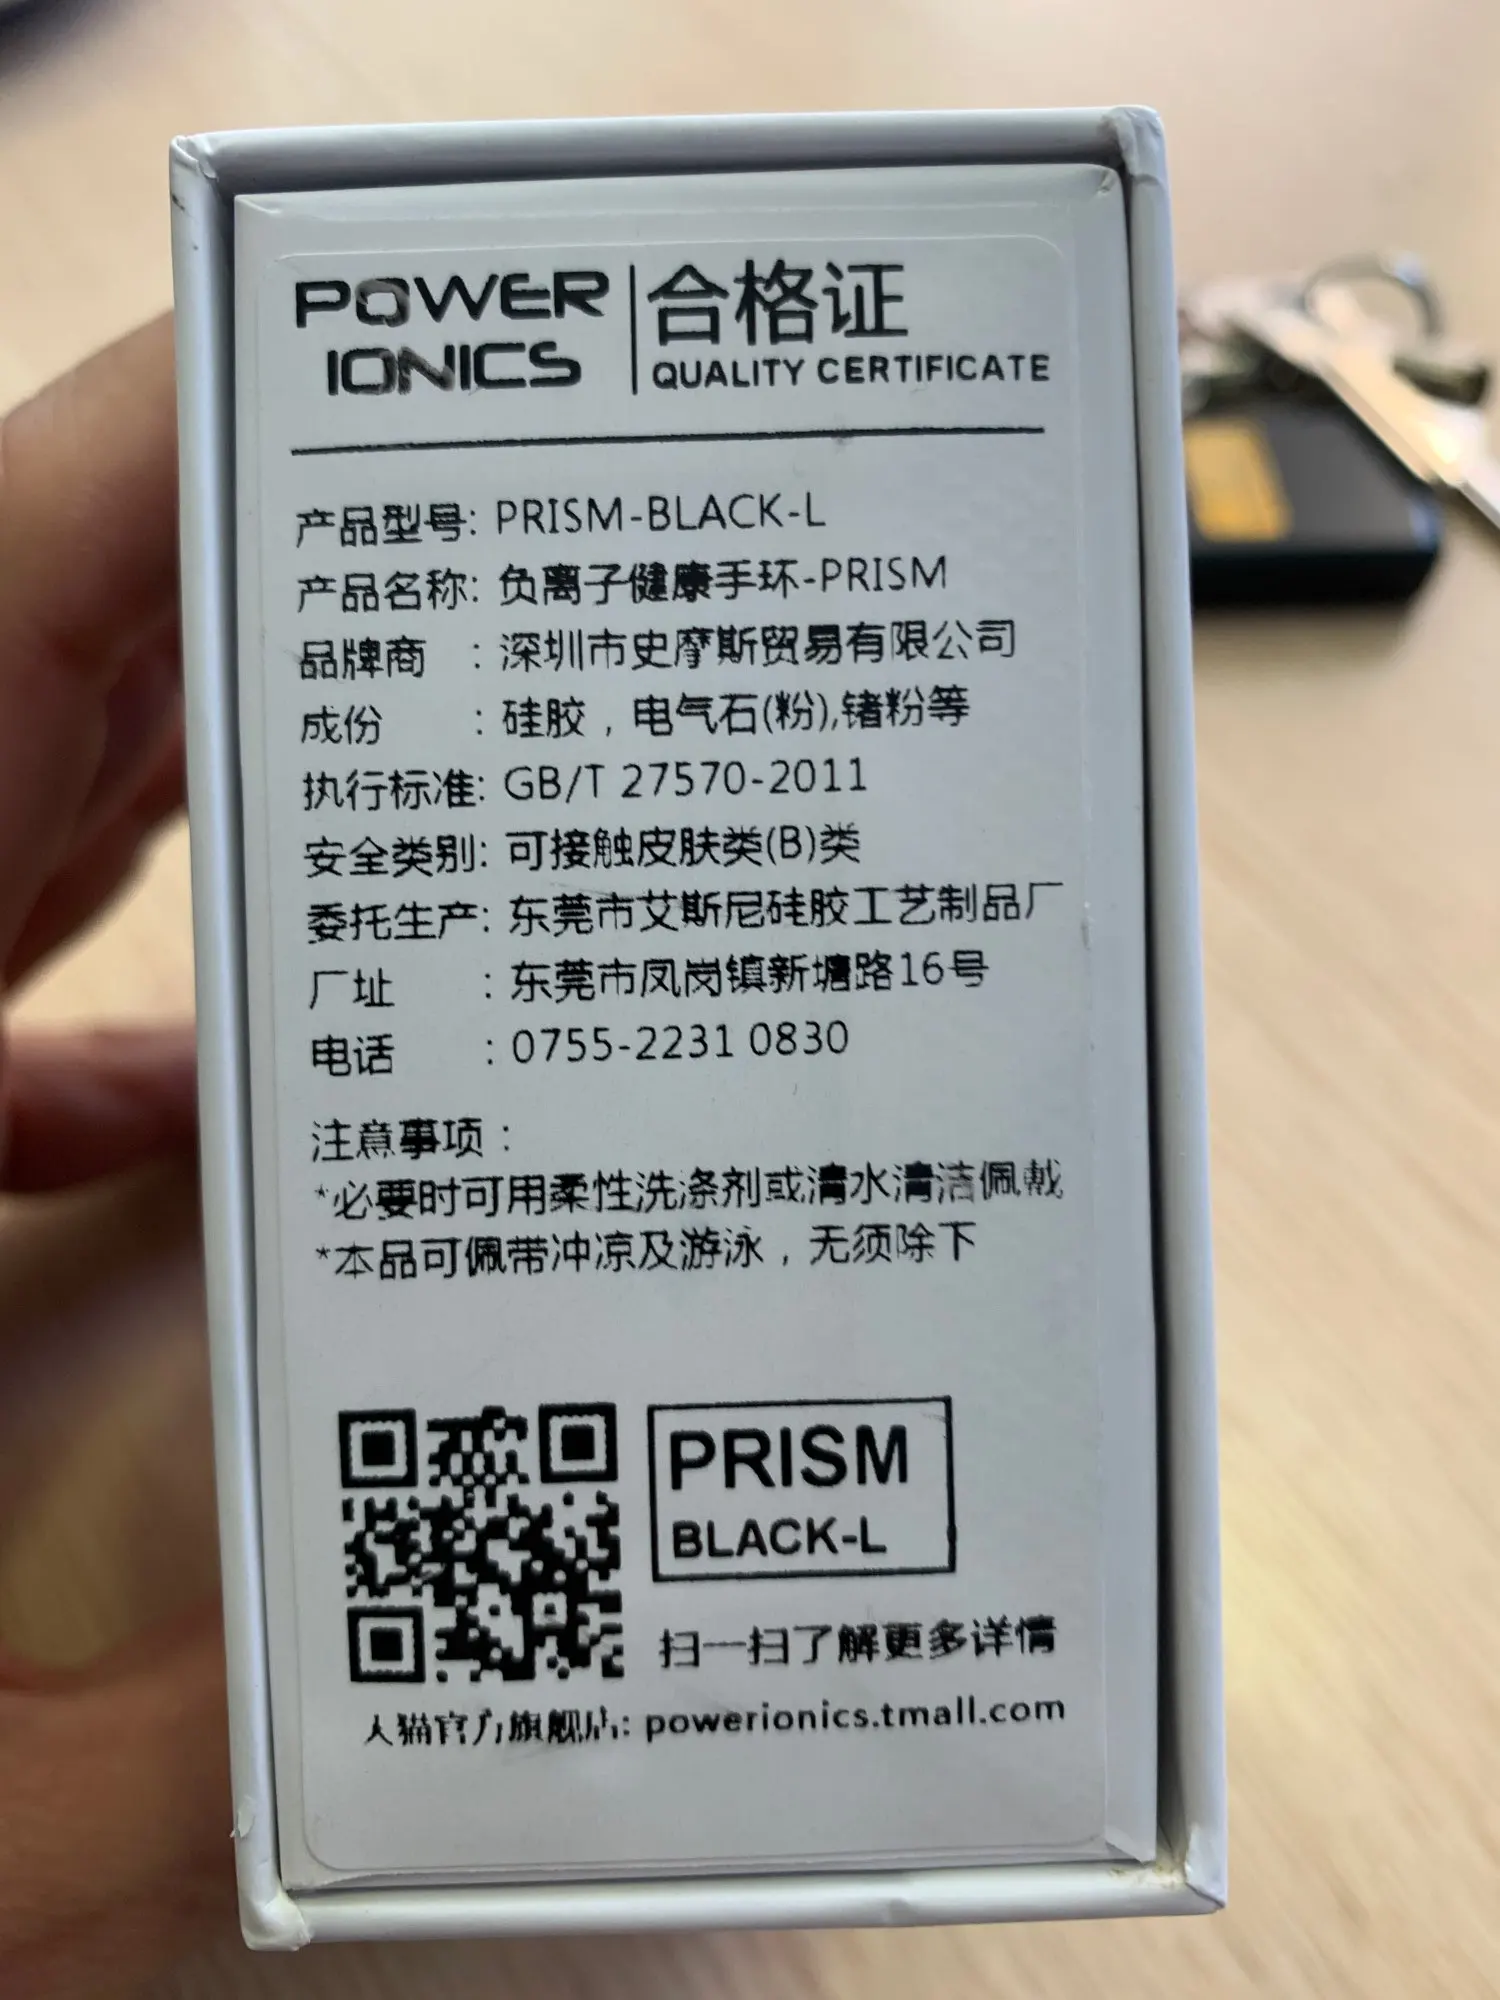 POWER IONICS
合格证
QUALITY CERTIFICATE
产品型号: PRISM-BLACK-L
产品名称: 负离子健康手环-PRISM
品牌商 : 深圳市史摩斯贸易有限公司
成份 : 硅胶，电气石(粉),锗粉等
执行标准: GB/T 27570-2011
安全类别: 可接触皮肤类(B)类
委托生产: 东莞市艾斯尼硅胶工艺制品厂
厂址 : 东莞市凤岗镇新塘路16号
电话 : 0755-2231 0830
注意事项：
*必要时可用柔性洗涤剂或清水清洁佩戴
*本品可佩带冲凉及游泳，无须除下
PRISM
BLACK-L
扫一扫了解更多详情
天猫官方旗舰店: powerionics.tmall.com